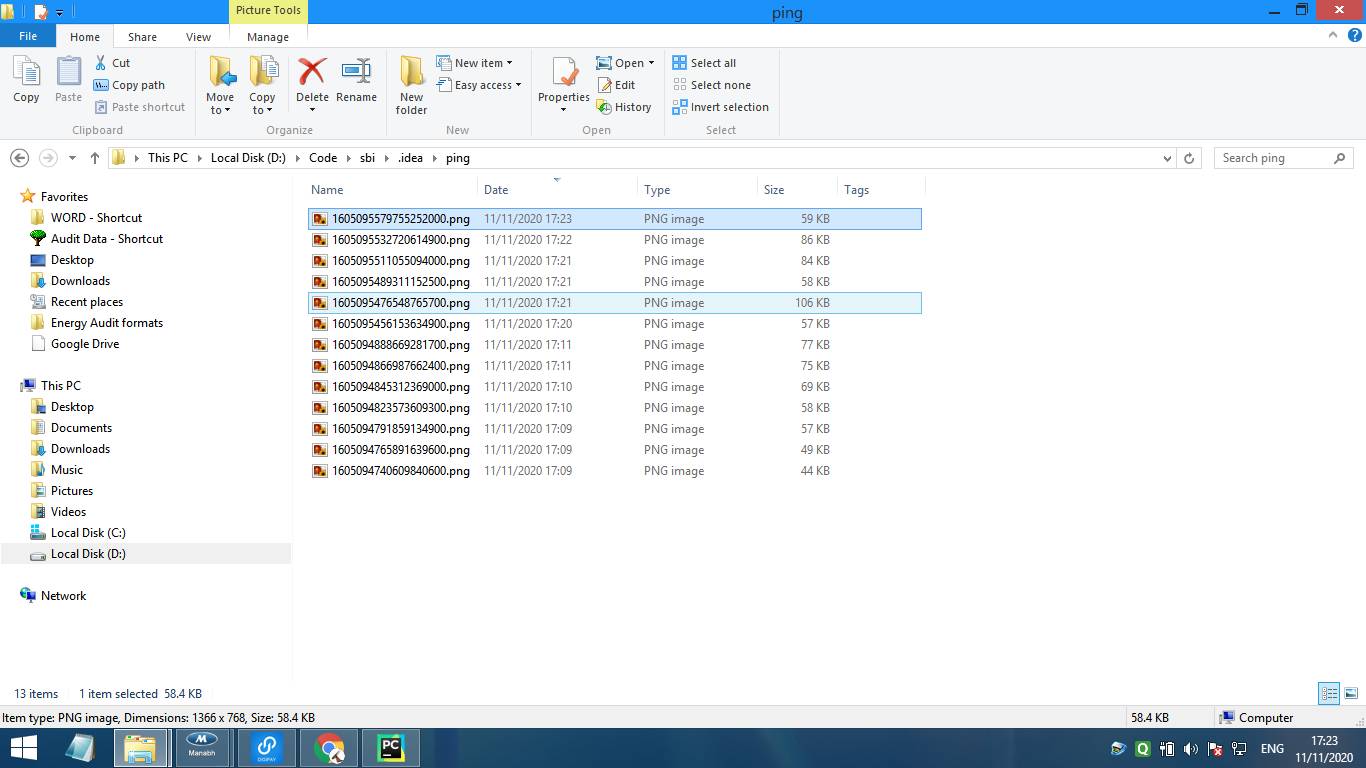 Picture Tools
ping
File Home Share View Manage
Copy
Paste
Cut
Copy path
Paste shortcut
Clipboard
Move to
Copy to
Delete
Rename
Organize
New folder
New item
Easy access
New
Properties
Open
Edit
History
Open
Select all
Select none
Invert selection
Select
This PC Local Disk (D:) Code sbi .idea ping
Search ping
Favorites
WORD - Shortcut
Audit Data - Shortcut
Desktop
Downloads
Recent places
Energy Audit formats
Google Drive
This PC
Desktop
Documents
Downloads
Music
Pictures
Videos
Local Disk (C:)
Local Disk (D:)
Network
Name Date Type Size Tags
1605095579755252000.png 11/11/2020 17:23 PNG image 59 KB
1605095532720614900.png 11/11/2020 17:22 PNG image 86 KB
1605095511055094000.png 11/11/2020 17:21 PNG image 84 KB
1605095489311152500.png 11/11/2020 17:21 PNG image 58 KB
1605095476548765700.png 11/11/2020 17:21 PNG image 106 KB
1605095456153634900.png 11/11/2020 17:20 PNG image 57 KB
1605094888669281700.png 11/11/2020 17:11 PNG image 77 KB
1605094866987662400.png 11/11/2020 17:11 PNG image 75 KB
1605094845312369000.png 11/11/2020 17:10 PNG image 69 KB
1605094823573609300.png 11/11/2020 17:10 PNG image 58 KB
1605094791859134900.png 11/11/2020 17:09 PNG image 57 KB
1605094765891639600.png 11/11/2020 17:09 PNG image 49 KB
1605094740609840600.png 11/11/2020 17:09 PNG image 44 KB
13 items 1 item selected 58.4 KB
Item type: PNG image, Dimensions: 1366 x 768, Size: 58.4 KB
58.4 KB
Computer
Manabh
DIGIPAY
PC
ENG
17:23
11/11/2020